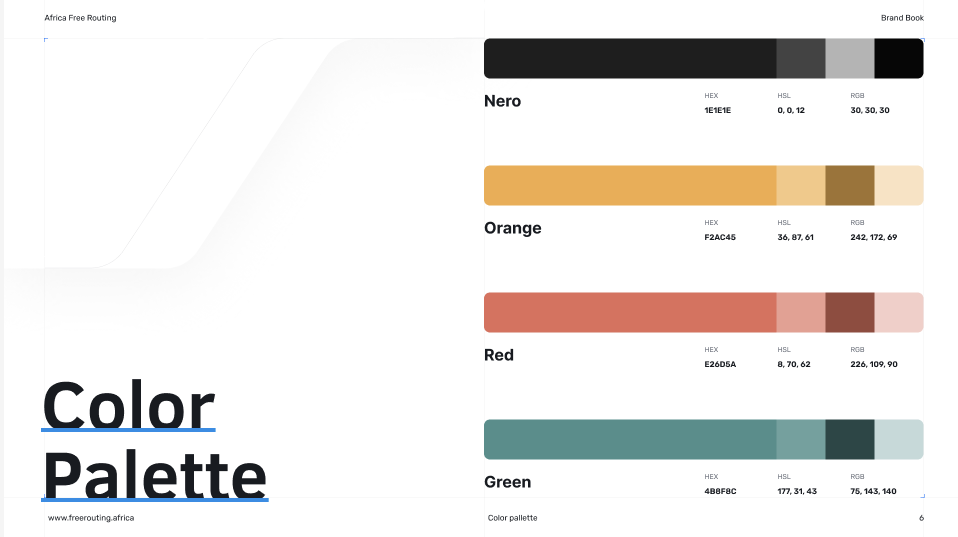 Africa Free Routing
Brand Book
Color
Palette
Nero
HEX
HSL
RGB
1E1E1E
0, 0, 12
30, 30, 30
Orange
HEX
HSL
RGB
F2AC45
36, 87, 61
242, 172, 69
Red
HEX
HSL
RGB
E26D5A
8, 70, 62
226, 109, 90
Green
HEX
HSL
RGB
4B8F8C
177, 31, 43
75, 143, 140
www.freerouting.africa
Color pallette
6